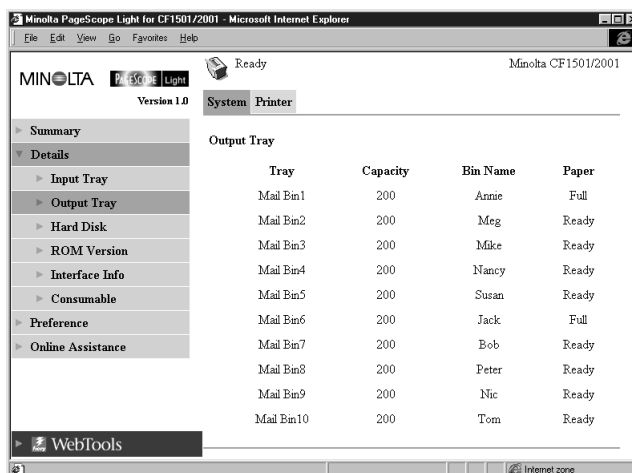 Minolta PageScope Light for CF1501/2001 - Microsoft Internet Explorer
File Edit View Go Favorites Help
MINOLTA PAGESCOPE Light
Version 1.0
Ready
Minolta CF1501/2001
System Printer
Summary
Details
Input Tray
Output Tray
Hard Disk
ROM Version
Interface Info
Consumable
Preference
Online Assistance
WebTools
Output Tray
Tray Capacity Bin Name Paper
Mail Bin1 200 Annie Full
Mail Bin2 200 Meg Ready
Mail Bin3 200 Mike Ready
Mail Bin4 200 Nancy Ready
Mail Bin5 200 Susan Ready
Mail Bin6 200 Jack Full
Mail Bin7 200 Bob Ready
Mail Bin8 200 Peter Ready
Mail Bin9 200 Nic Ready
Mail Bin10 200 Tom Ready
Internet zone